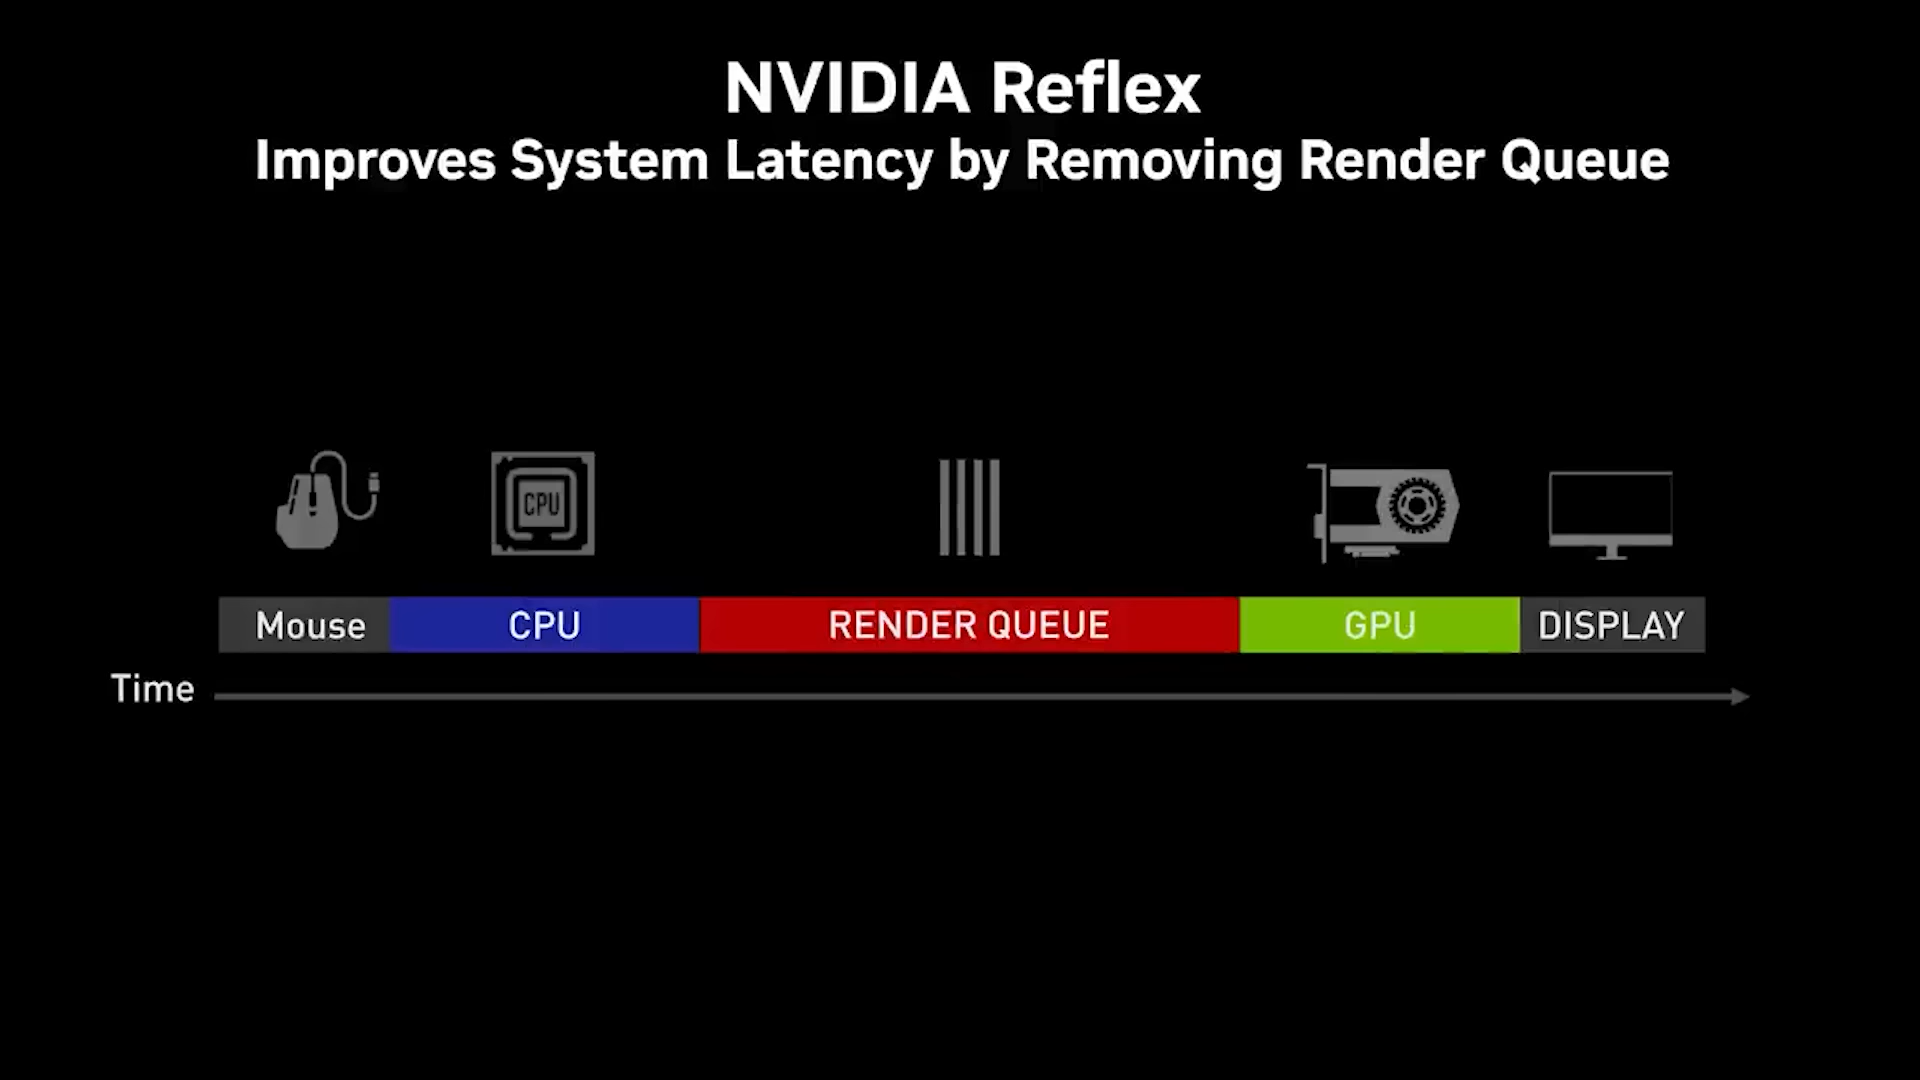 NVIDIA Reflex
Improves System Latency by Removing Render Queue
CPU
Mouse
CPU
RENDER QUEUE
GPU
DISPLAY
Time